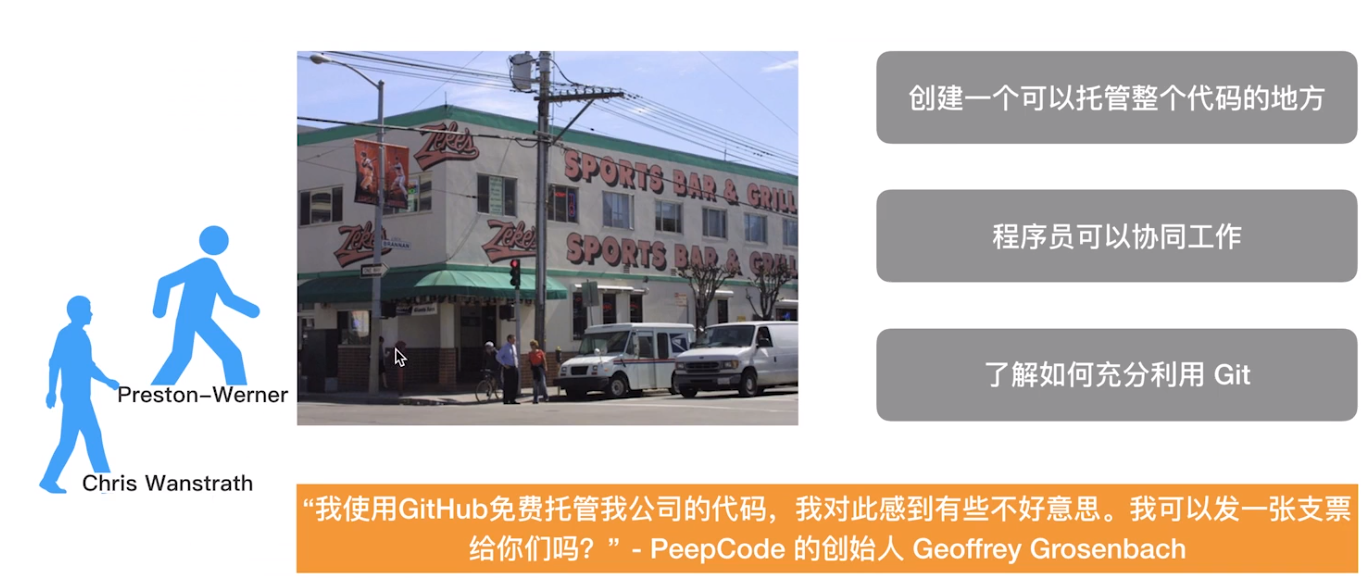 创建一个可以托管整个代码的地方
Zeke's
SPORTS BAR & GRILL
Zeke's
BRANNAN
Zeke's
SPORTS BAR & GRILL
程序员可以协同工作
了解如何充分利用 Git
Preston-Werner
Chris Wanstrath
“我使用GitHub免费托管我公司的代码，我对此感到有些不好意思。我可以发一张支票
给你们吗？” - PeepCode 的创始人 Geoffrey Grosenbach